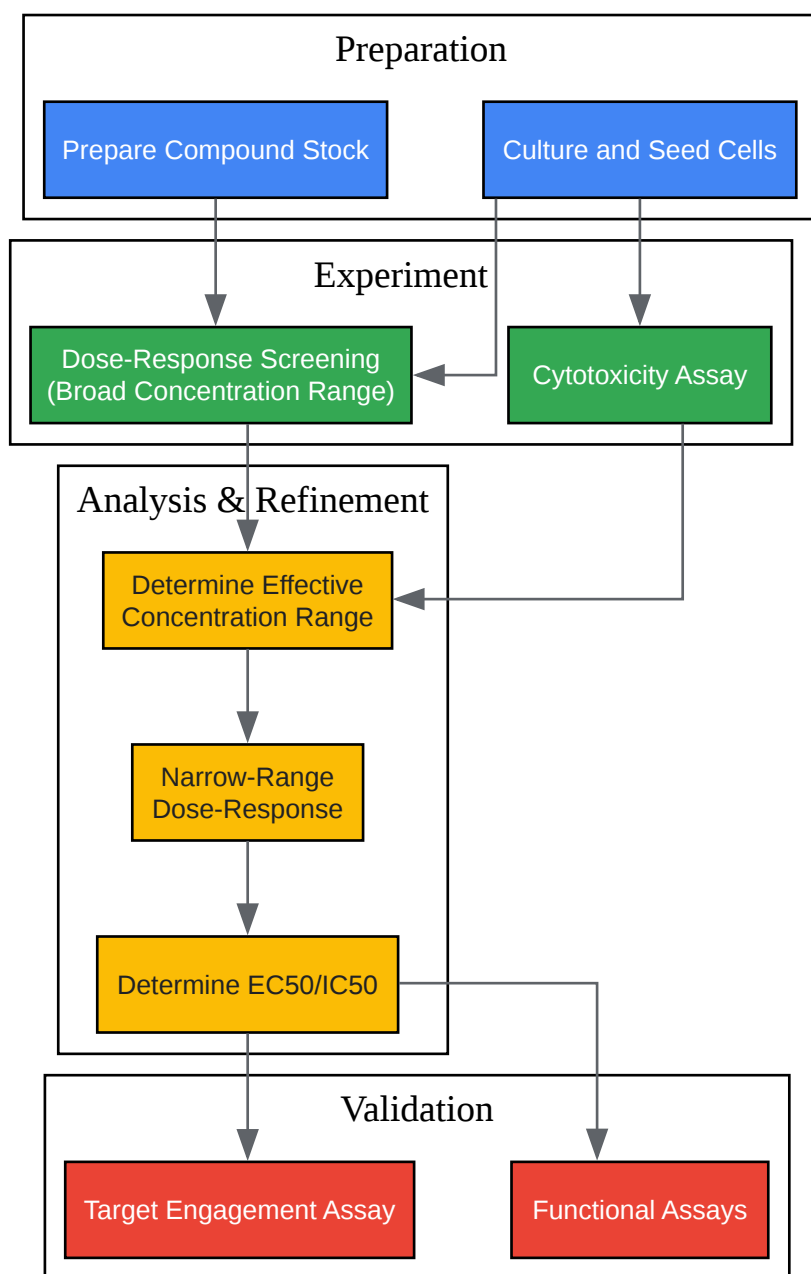 Preparation
Prepare Compound Stock
Culture and Seed Cells
Experiment
Dose-Response Screening
(Broad Concentration Range)
Cytotoxicity Assay
Analysis & Refinement
Determine Effective
Concentration Range
Narrow-Range
Dose-Response
Determine EC50/IC50
Validation
Target Engagement Assay
Functional Assays